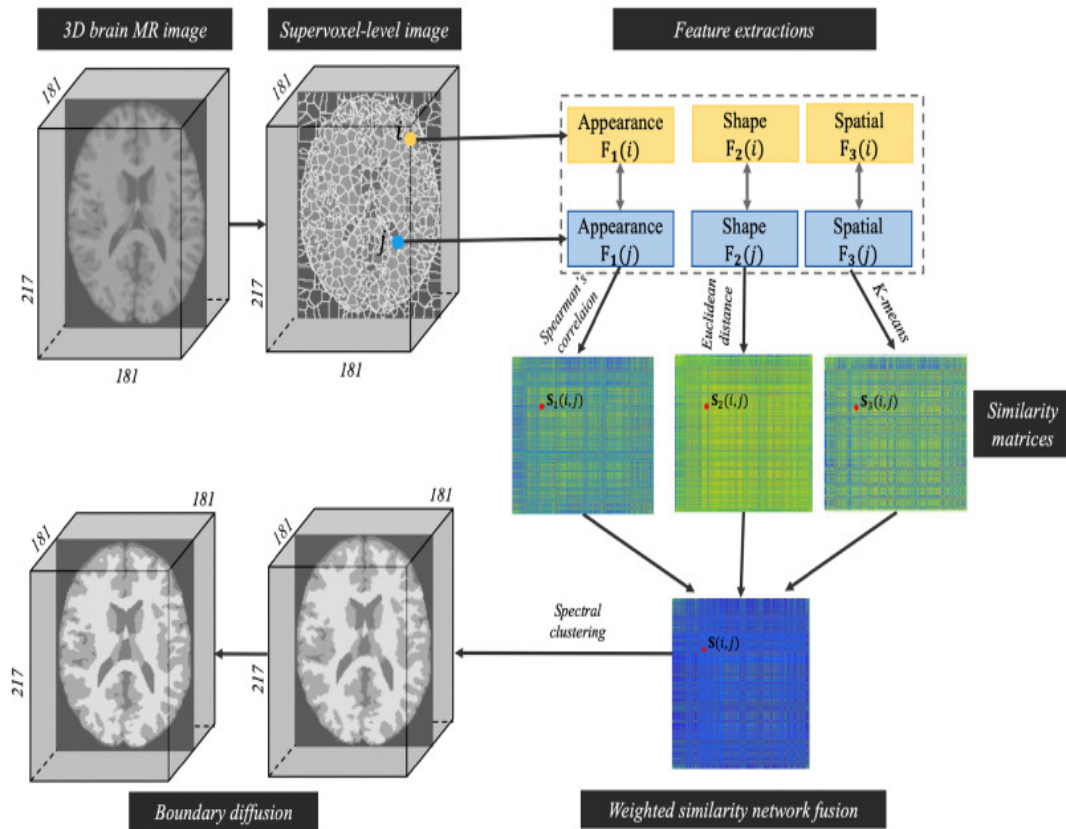 3D brain MR image
Supervoxel-level image
Feature extractions
181
217
181
181
217
181
i
j
Appearance
F₁(i)
Shape
F₂(i)
Spatial
F₃(i)
Appearance
F₁(j)
Shape
F₂(j)
Spatial
F₃(j)
Spearman's
correlaion
Euclidean
distance
K-means
S₁(i,j)
S₂(i,j)
S₃(i,j)
Similarity
matrices
181
181
217
181
181
217
Spectral
clustering
S(i,j)
Boundary diffusion
Weighted similarity network fusion